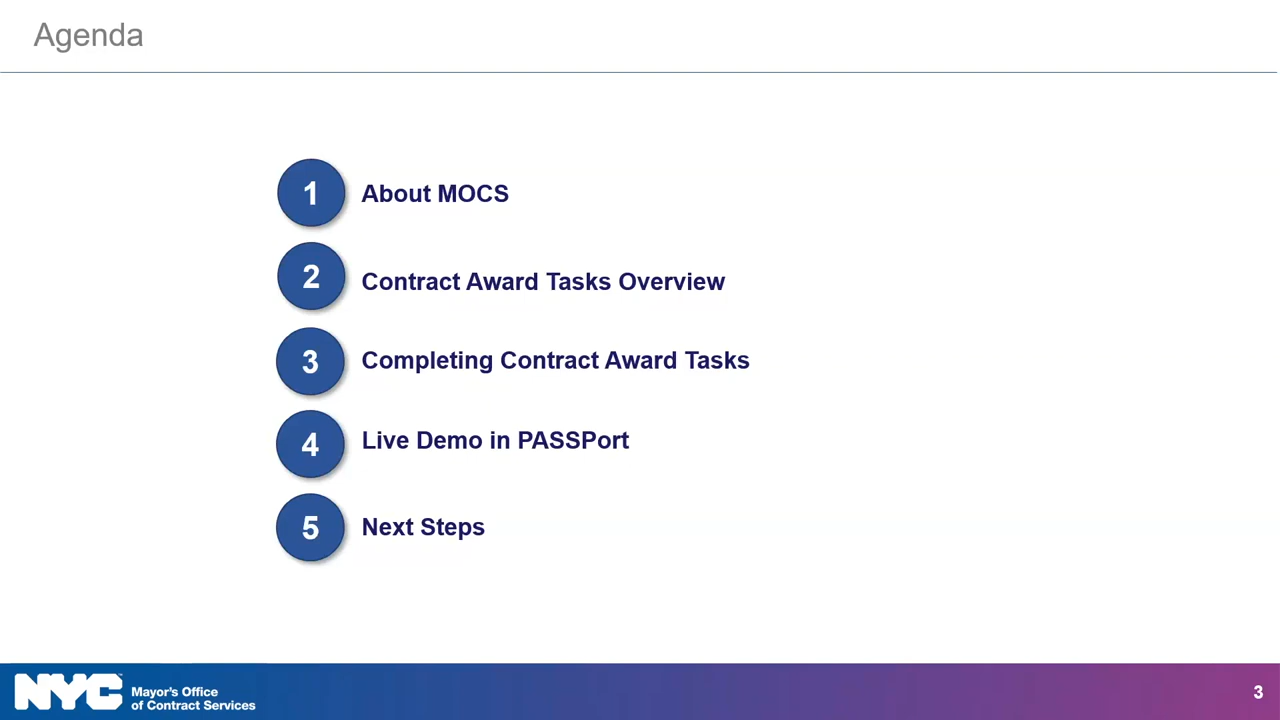 Agenda
1 About MOCS
2 Contract Award Tasks Overview
3 Completing Contract Award Tasks
4 Live Demo in PASSPort
5 Next Steps
NYC Mayor's Office
of Contract Services
3